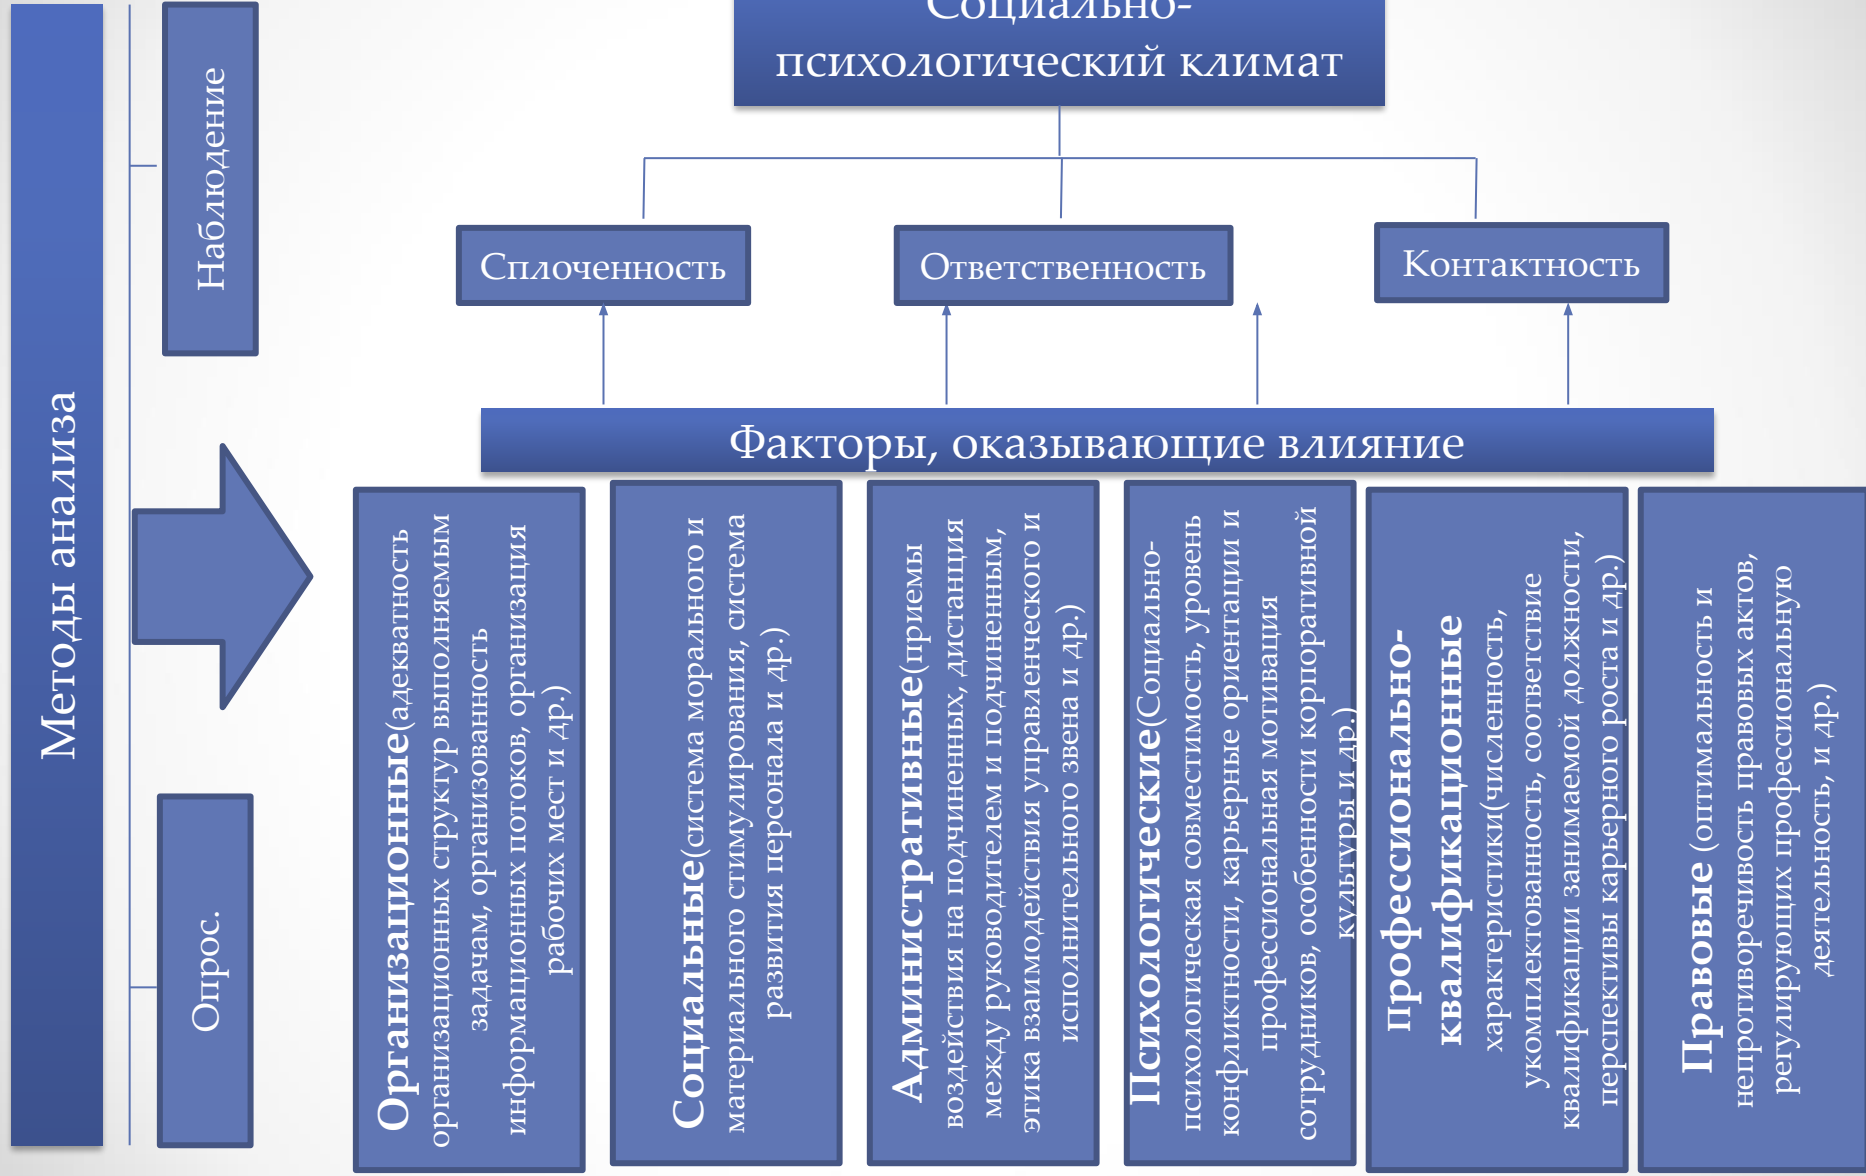 Социально-
психологический климат
Методы анализа
Наблюдение
Опрос.
Сплоченность
Ответственность
Контактность
Факторы, оказывающие влияние
Организационные(адекватность
организационных структур выполняемым
задачам, организованность
информационных потоков, организация
рабочих мест и др.)
Социальные(система морального и
материального стимулирования, система
развития персонала и др.)
Административные(приемы
воздействия на подчиненных, дистанция
между руководителем и подчиненным,
этика взаимодействия управленческого и
исполнительного звена и др.)
Психологические(Социально-
психологическая совместимость, уровень
конфликтности, карьерные ориентации и
профессиональная мотивация
сотрудников, особенности корпоративной
культуры и др.)
Профессионально-
квалификационные
характеристики(численность,
укомплектованность, соответствие
квалификации занимаемой должности,
перспективы карьерного роста и др.)
Правовые (оптимальность и
непротиворечивость правовых актов,
регулирующих профессиональную
деятельность, и др.)